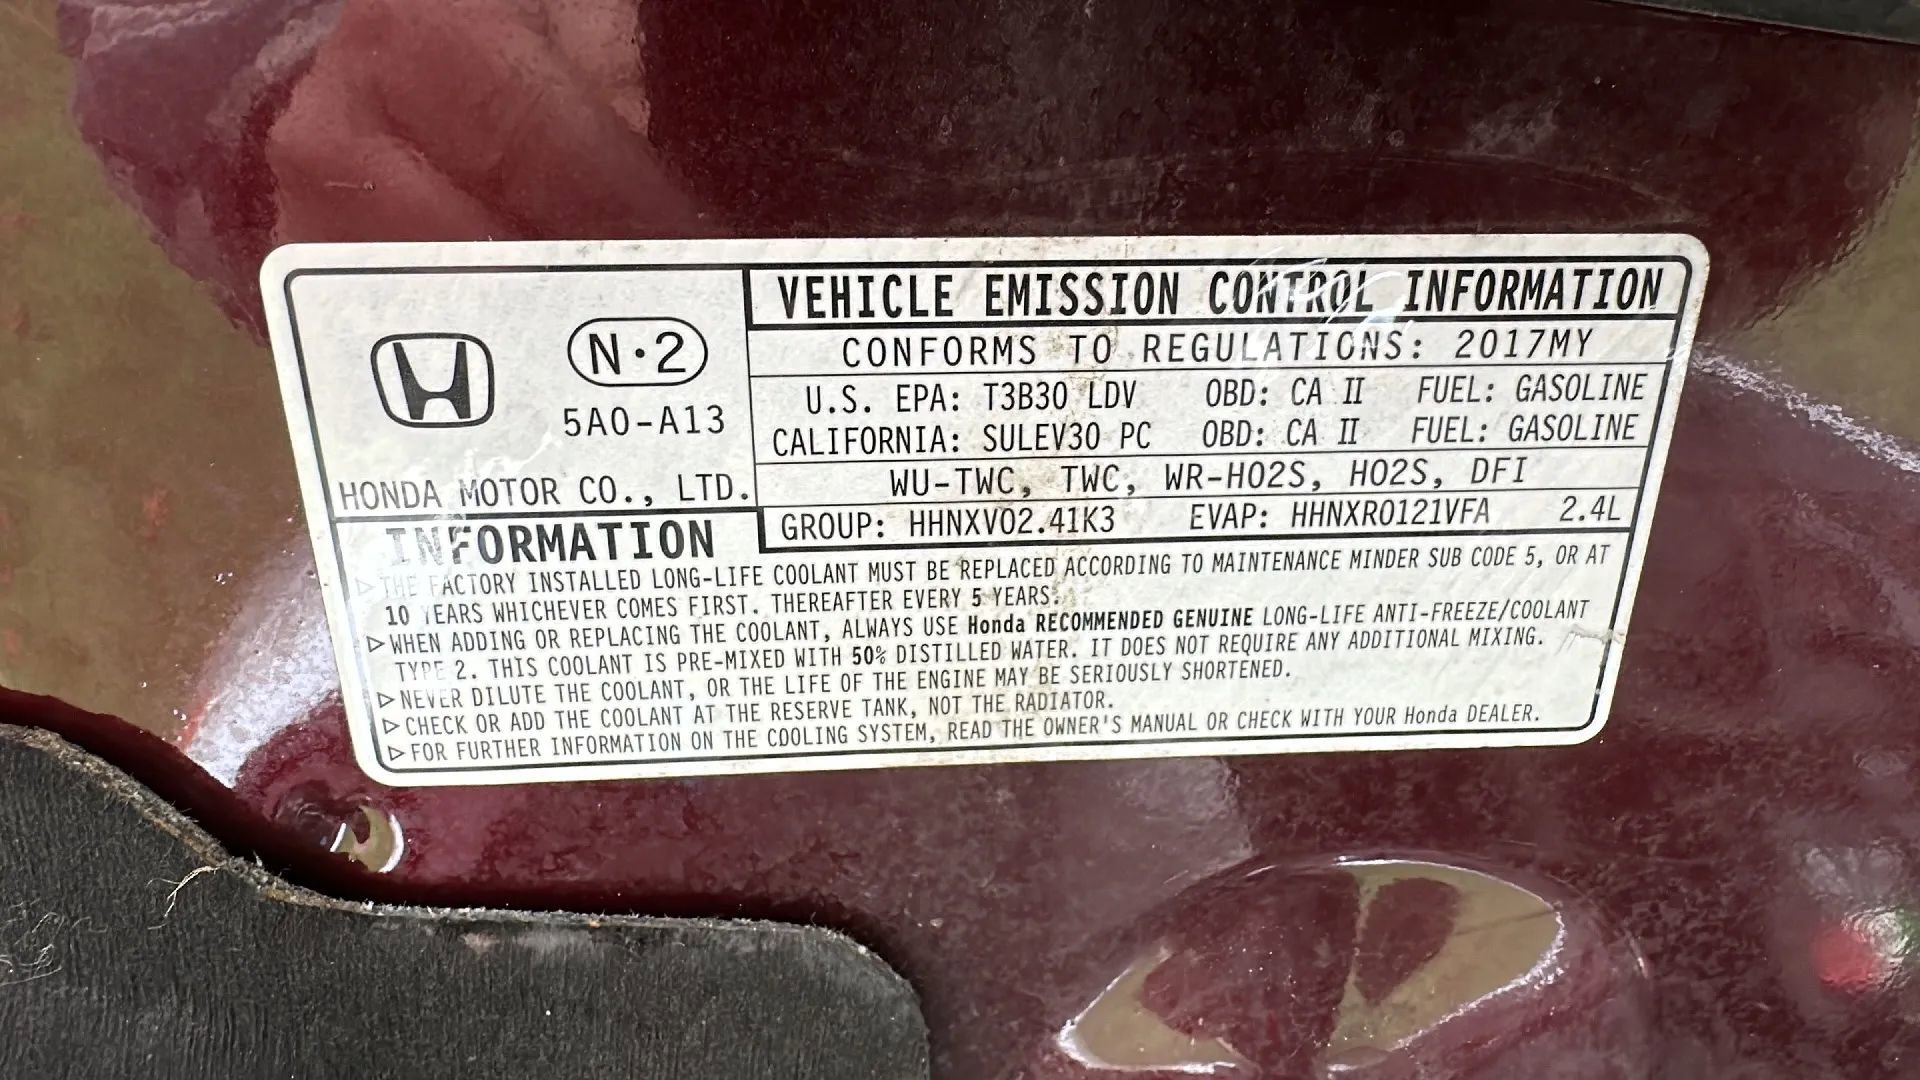 VEHICLE EMISSION CONTROL INFORMATION
N·2
5A0-A13
HONDA MOTOR CO., LTD.
CONFORMS TO REGULATIONS: 2017MY
U.S. EPA: T3B30 LDV OBD: CA II FUEL: GASOLINE
CALIFORNIA: SULEV30 PC OBD: CA II FUEL: GASOLINE
WU-TWC, TWC, WR-HO2S, HO2S, DFI
GROUP: HHNXV02.41K3 EVAP: HHNXR0121VFA 2.4L
INFORMATION
▷ THE FACTORY INSTALLED LONG-LIFE COOLANT MUST BE REPLACED ACCORDING TO MAINTENANCE MINDER SUB CODE 5, OR AT
10 YEARS WHICHEVER COMES FIRST. THEREAFTER EVERY 5 YEARS.
▷ WHEN ADDING OR REPLACING THE COOLANT, ALWAYS USE Honda RECOMMENDED GENUINE LONG-LIFE ANTI-FREEZE/COOLANT
TYPE 2. THIS COOLANT IS PRE-MIXED WITH 50% DISTILLED WATER. IT DOES NOT REQUIRE ANY ADDITIONAL MIXING.
▷ NEVER DILUTE THE COOLANT, OR THE LIFE OF THE ENGINE MAY BE SERIOUSLY SHORTENED.
▷ CHECK OR ADD THE COOLANT AT THE RESERVE TANK, NOT THE RADIATOR.
▷ FOR FURTHER INFORMATION ON THE COOLING SYSTEM, READ THE OWNER'S MANUAL OR CHECK WITH YOUR Honda DEALER.